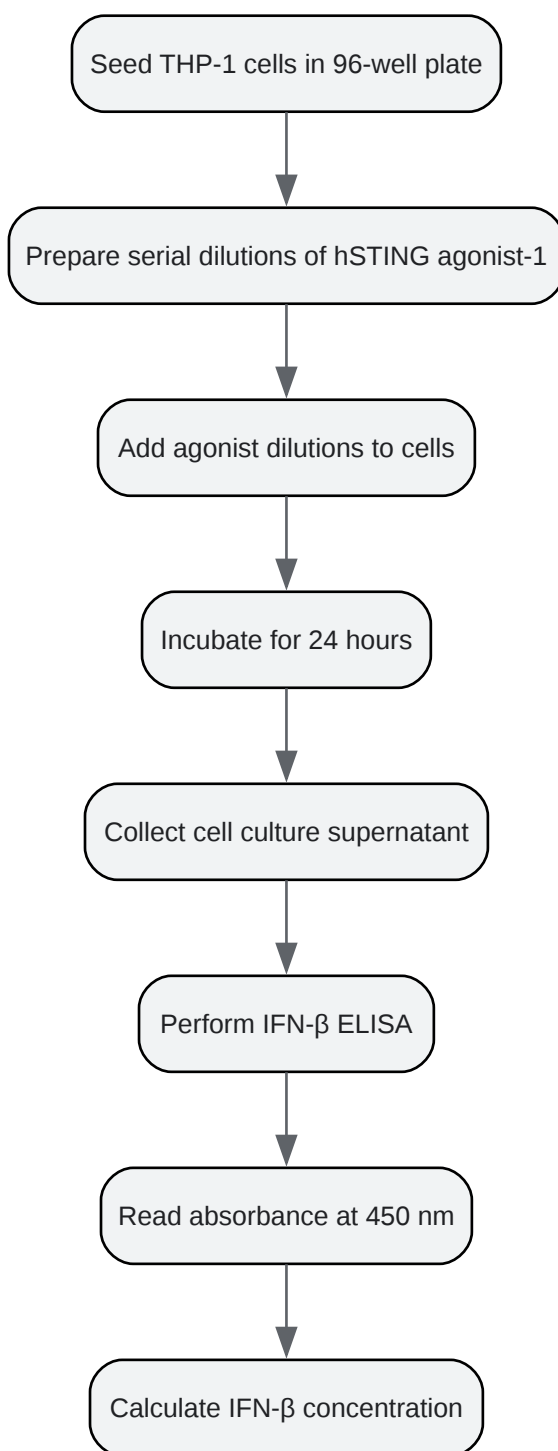 Seed THP-1 cells in 96-well plate
Prepare serial dilutions of hSTING agonist-1
Add agonist dilutions to cells
Incubate for 24 hours
Collect cell culture supernatant
Perform IFN-β ELISA
Read absorbance at 450 nm
Calculate IFN-β concentration